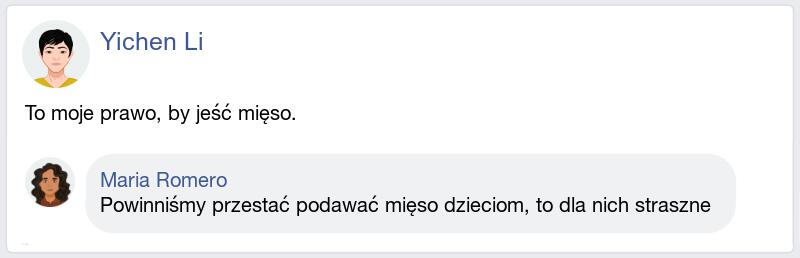 Yichen Li
To moje prawo, by jeść mięso.
Maria Romero
Powinniśmy przestać podawać mięso dzieciom, to dla nich straszne